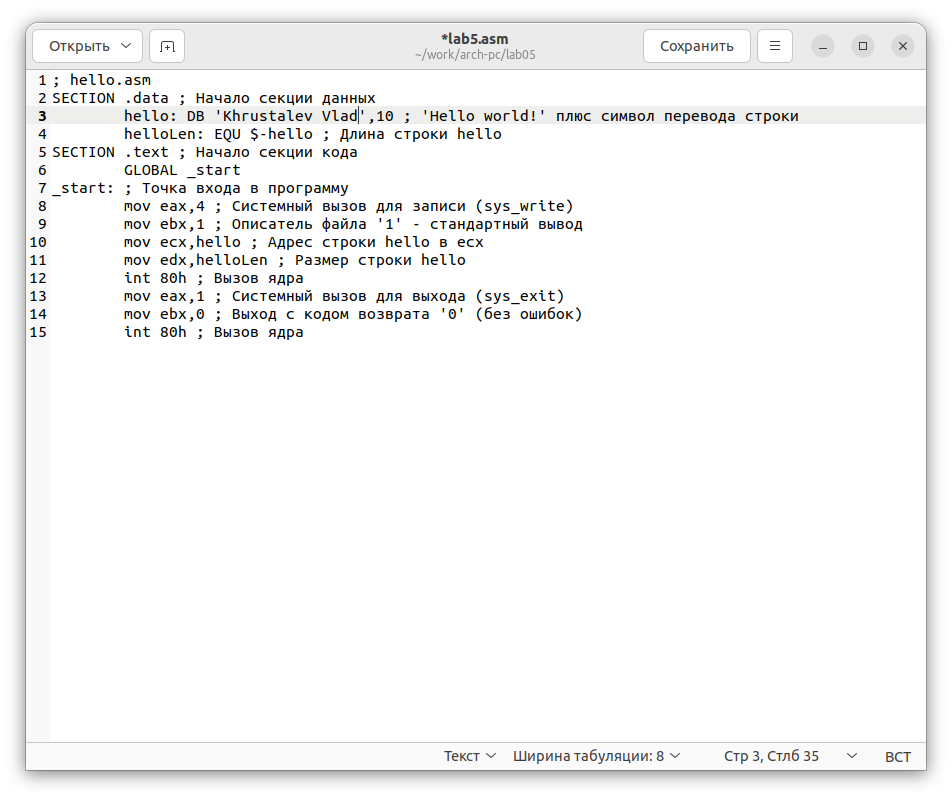 Открыть
*lab5.asm
~/work/arch-pc/lab05
Сохранить
1 ; hello.asm
2 SECTION .data ; Начало секции данных
3 hello: DB 'Khrustalev Vlad',10 ; 'Hello world!' плюс символ перевода строки
4 helloLen: EQU $-hello ; Длина строки hello
5 SECTION .text ; Начало секции кода
6 GLOBAL _start
7 _start: ; Точка входа в программу
8 mov eax,4 ; Системный вызов для записи (sys_write)
9 mov ebx,1 ; Описатель файла '1' - стандартный вывод
10 mov ecx,hello ; Адрес строки hello в ecx
11 mov edx,helloLen ; Размер строки hello
12 int 80h ; Вызов ядра
13 mov eax,1 ; Системный вызов для выхода (sys_exit)
14 mov ebx,0 ; Выход с кодом возврата '0' (без ошибок)
15 int 80h ; Вызов ядра
Текст Ширина табуляции: 8 Стр 3, Стлб 35 ВСТ